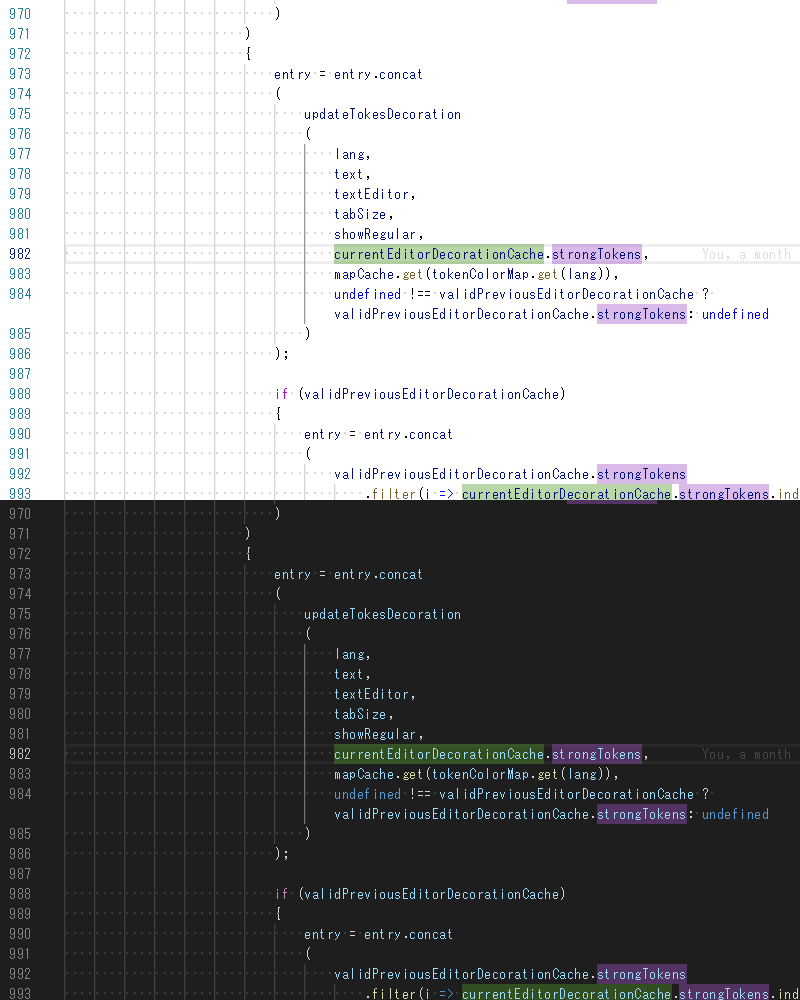 970 )
971 )
972 {
973 entry = entry.concat
974 (
975 updateTokesDecoration
976 (
977 lang,
978 text,
979 textEditor,
980 tabSize,
981 showRegular,
982 currentEditorDecorationCache.strongTokens, You, a month
983 mapCache.get(tokenColorMap.get(lang)),
984 undefined !== validPreviousEditorDecorationCache ?
validPreviousEditorDecorationCache.strongTokens: undefined
985 )
986 );
987
988 if (validPreviousEditorDecorationCache)
989 {
990 entry = entry.concat
991 (
992 validPreviousEditorDecorationCache.strongTokens
993 .filter(i => currentEditorDecorationCache.strongTokens.ind
970 )
971 )
972 {
973 entry = entry.concat
974 (
975 updateTokesDecoration
976 (
977 lang,
978 text,
979 textEditor,
980 tabSize,
981 showRegular,
982 currentEditorDecorationCache.strongTokens, You, a month
983 mapCache.get(tokenColorMap.get(lang)),
984 undefined !== validPreviousEditorDecorationCache ?
validPreviousEditorDecorationCache.strongTokens: undefined
985 )
986 );
987
988 if (validPreviousEditorDecorationCache)
989 {
990 entry = entry.concat
991 (
992 validPreviousEditorDecorationCache.strongTokens
993 .filter(i => currentEditorDecorationCache.strongTokens.ind